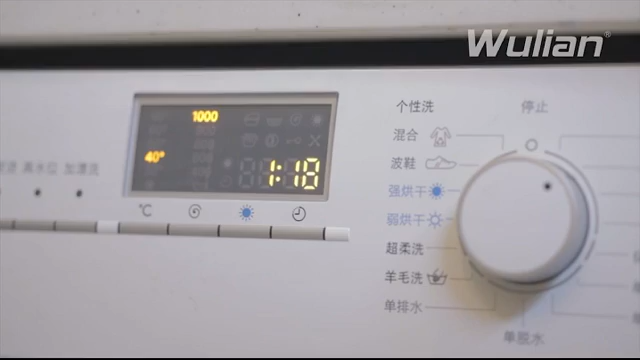 Wulian®
个性洗
停止
1000
混合
40°
波鞋
1:18
高水位
加漂洗
强烘干
℃
弱烘干
超柔洗
羊毛洗
单排水
单脱水